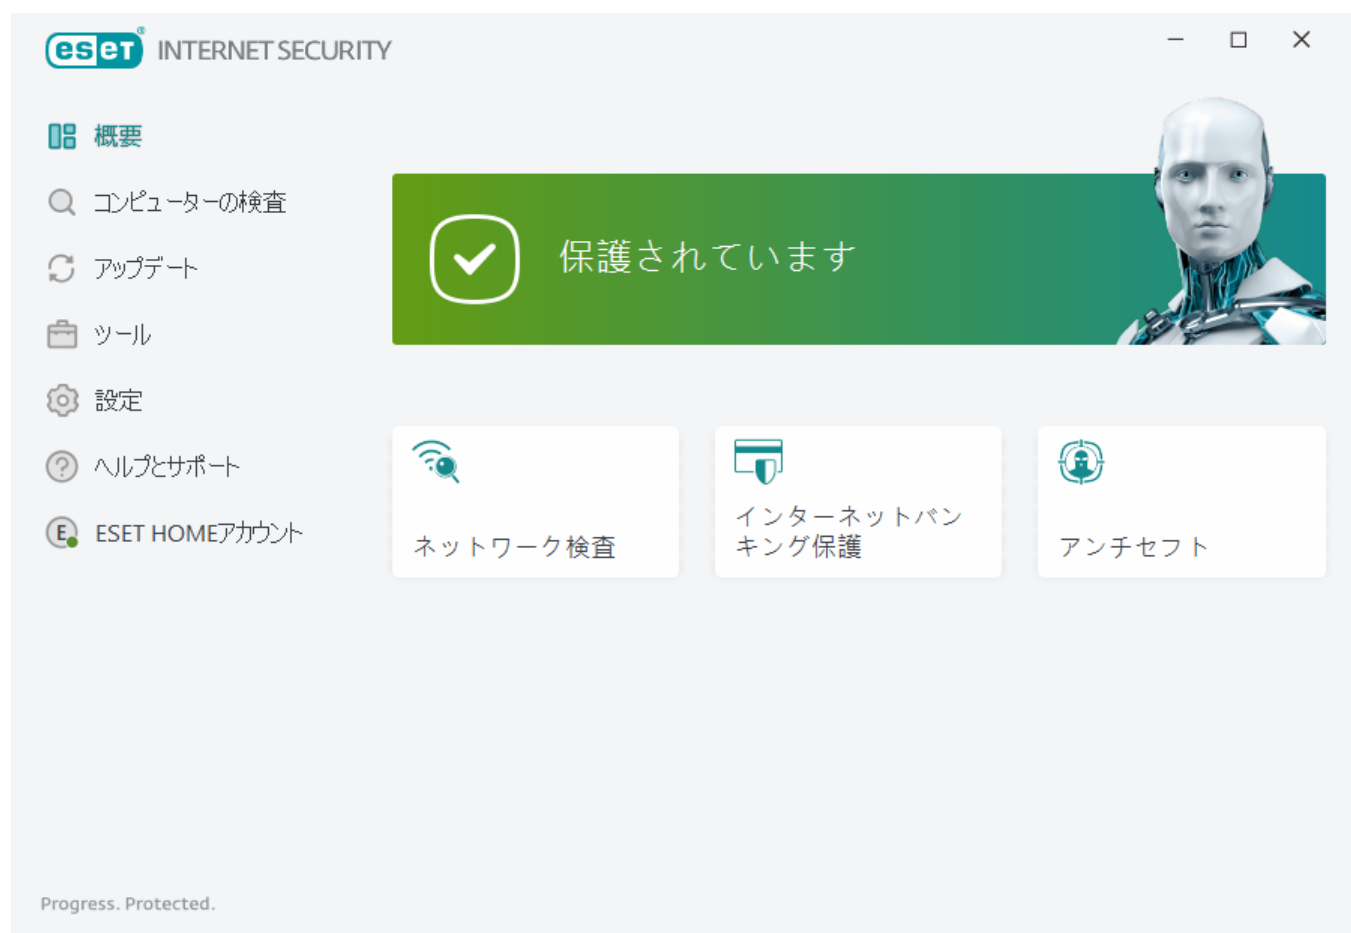 eseT® INTERNET SECURITY
概要
コンピューターの検査
アップデート
ツール
設定
ヘルプとサポート
E ESET HOMEアカウント
保護されています
ネットワーク検査
インターネットバン
キング保護
アンチセフト
Progress. Protected.